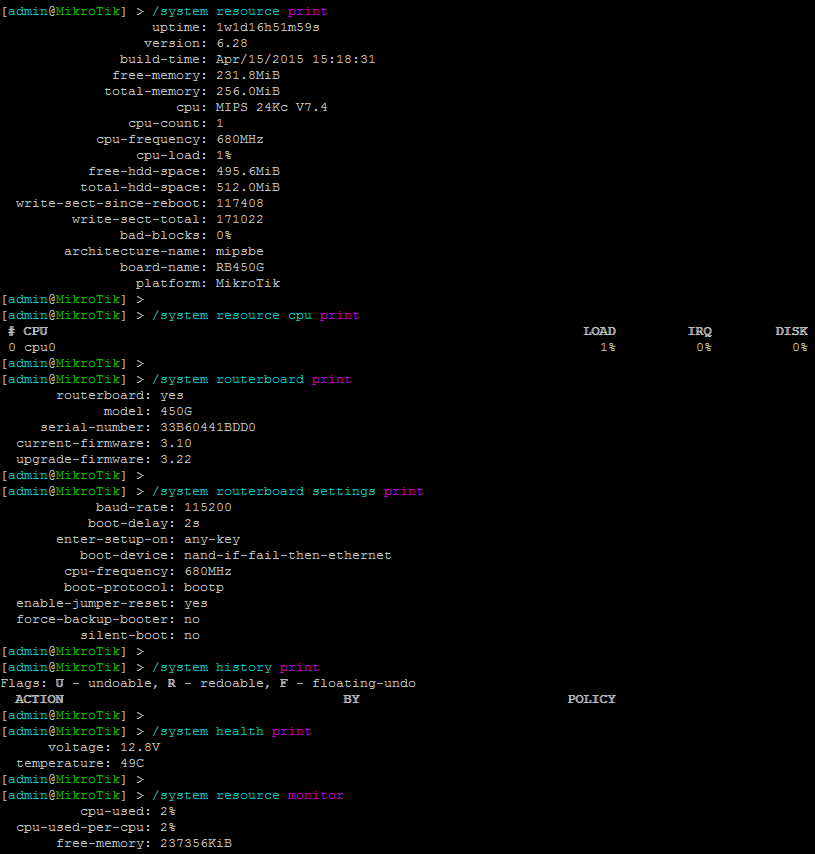 [admin@MikroTik] > /system resource print
uptime: 1w1d16h51m59s
version: 6.28
build-time: Apr/15/2015 15:18:31
free-memory: 231.8MiB
total-memory: 256.0MiB
cpu: MIPS 24Kc V7.4
cpu-count: 1
cpu-frequency: 680MHz
cpu-load: 1%
free-hdd-space: 495.6MiB
total-hdd-space: 512.0MiB
write-sect-since-reboot: 117408
write-sect-total: 171022
bad-blocks: 0%
architecture-name: mipsbe
board-name: RB450G
platform: MikroTik
[admin@MikroTik] >
[admin@MikroTik] > /system resource cpu print
# CPU LOAD IRQ DISK
0 cpu0 1% 0% 0%
[admin@MikroTik] >
[admin@MikroTik] > /system routerboard print
routerboard: yes
model: 450G
serial-number: 33B60441BDD0
current-firmware: 3.10
upgrade-firmware: 3.22
[admin@MikroTik] >
[admin@MikroTik] > /system routerboard settings print
baud-rate: 115200
boot-delay: 2s
enter-setup-on: any-key
boot-device: nand-if-fail-then-ethernet
cpu-frequency: 680MHz
boot-protocol: bootp
enable-jumper-reset: yes
force-backup-booter: no
silent-boot: no
[admin@MikroTik] >
[admin@MikroTik] > /system history print
Flags: U - undoable, R - redoable, F - floating-undo
ACTION BY POLICY
[admin@MikroTik] >
[admin@MikroTik] > /system health print
voltage: 12.8V
temperature: 49C
[admin@MikroTik] >
[admin@MikroTik] > /system resource monitor
cpu-used: 2%
cpu-used-per-cpu: 2%
free-memory: 237356KiB